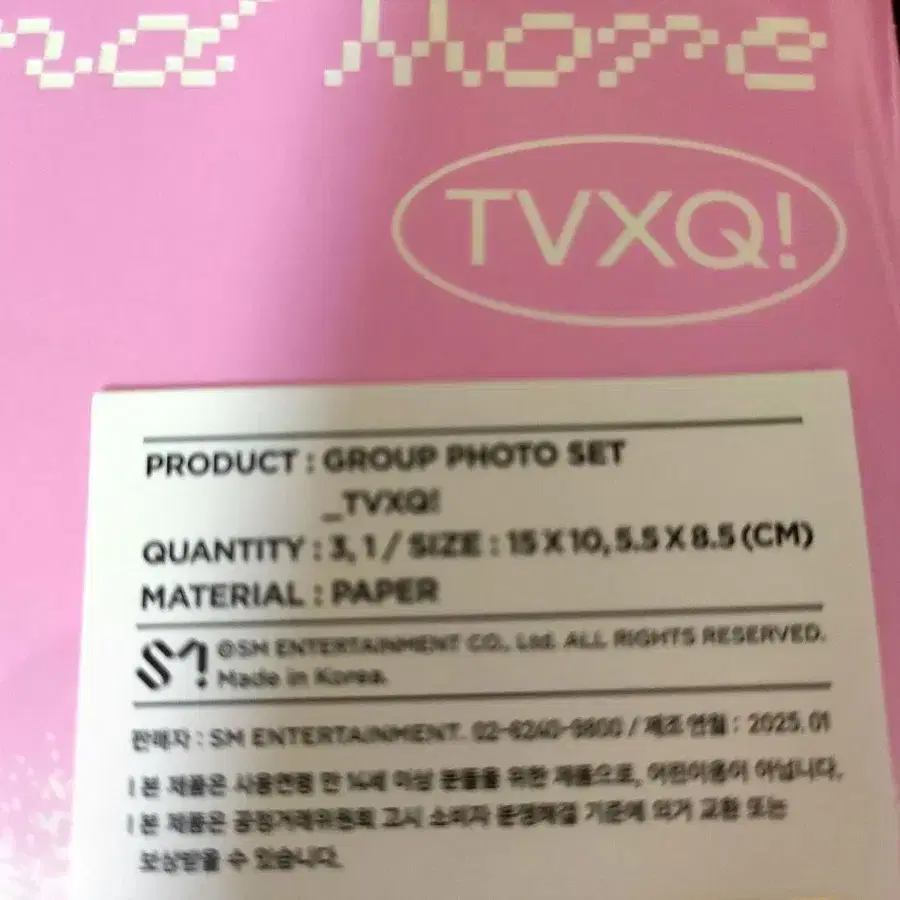 nd More
TVXQ!
PRODUCT : GROUP PHOTO SET
_TVXQ!
QUANTITY : 3, 1 / SIZE : 15 X 10, 5.5 X 8.5 (CM)
MATERIAL : PAPER
SM ©SM ENTERTAINMENT CO., Ltd. ALL RIGHTS RESERVED.
Made in Korea.
판매자 : SM ENTERTAINMENT. 02-6240-9800 / 제조연월 : 2025. 01
l 본 제품은 사용연령 만 14세 이상 분들을 위한 제품으로, 어린이용이 아닙니다.
l 본 제품은 공정거래위원회 고시 소비자 분쟁해결 기준에 의거 교환 또는
보상받을 수 있습니다.